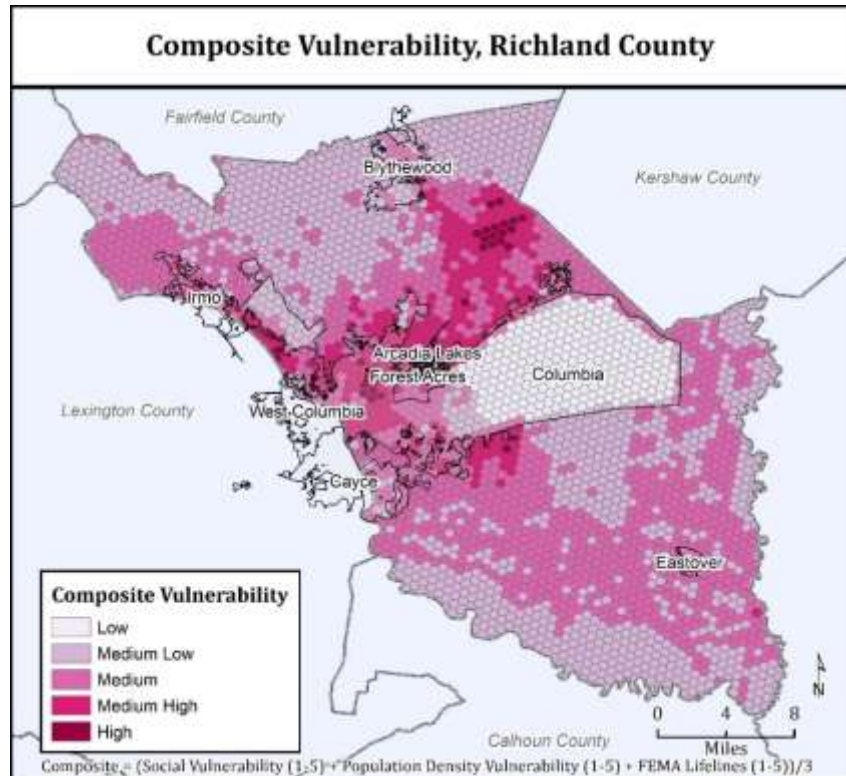 Composite Vulnerability, Richland County
Fairfield County
Blythewood
Kershaw County
Irmo
Arcadia Lakes
Forest Acres
Columbia
Lexington County
West Columbia
Cayce
Eastover
Composite Vulnerability
Low
Medium Low
Medium
Medium High
High
N
0 4 8
Miles
Calhoun County
Composite = (Social Vulnerability (1-5) + Population Density Vulnerability (1-5) + FEMA Lifelines (1-5))/3